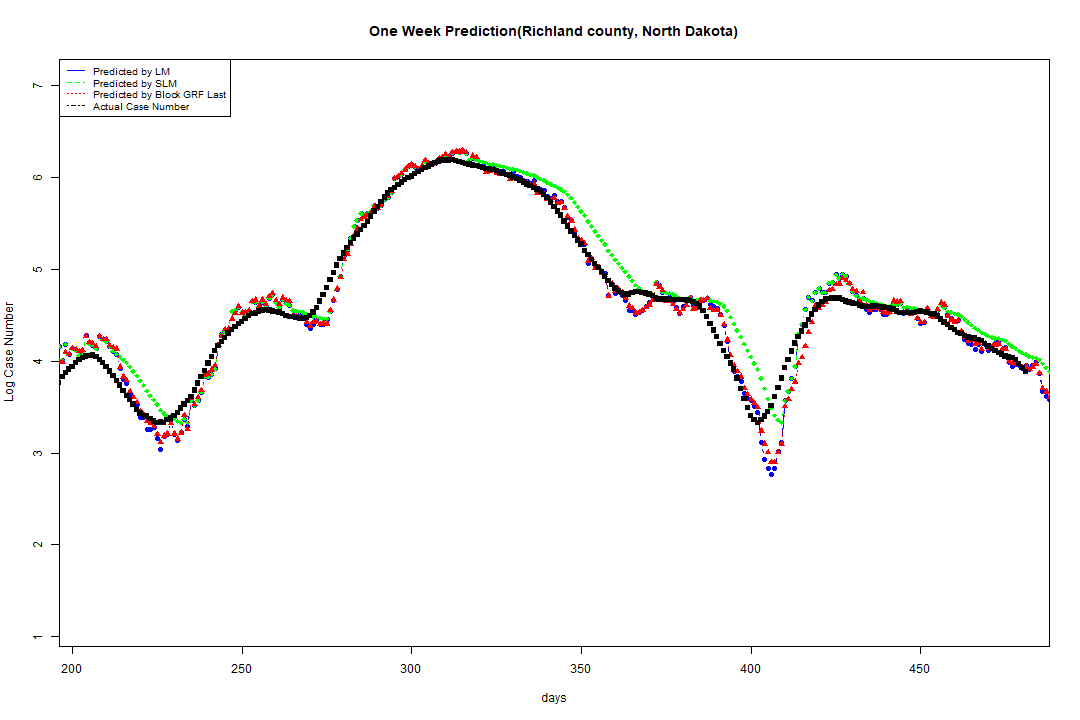 One Week Prediction(Richland county, North Dakota)
Predicted by LM
Predicted by SLM
Predicted by Block GRF Last
Actual Case Number
7
6
5
4
3
2
1
Log Case Number
200
250
300
350
400
450
days